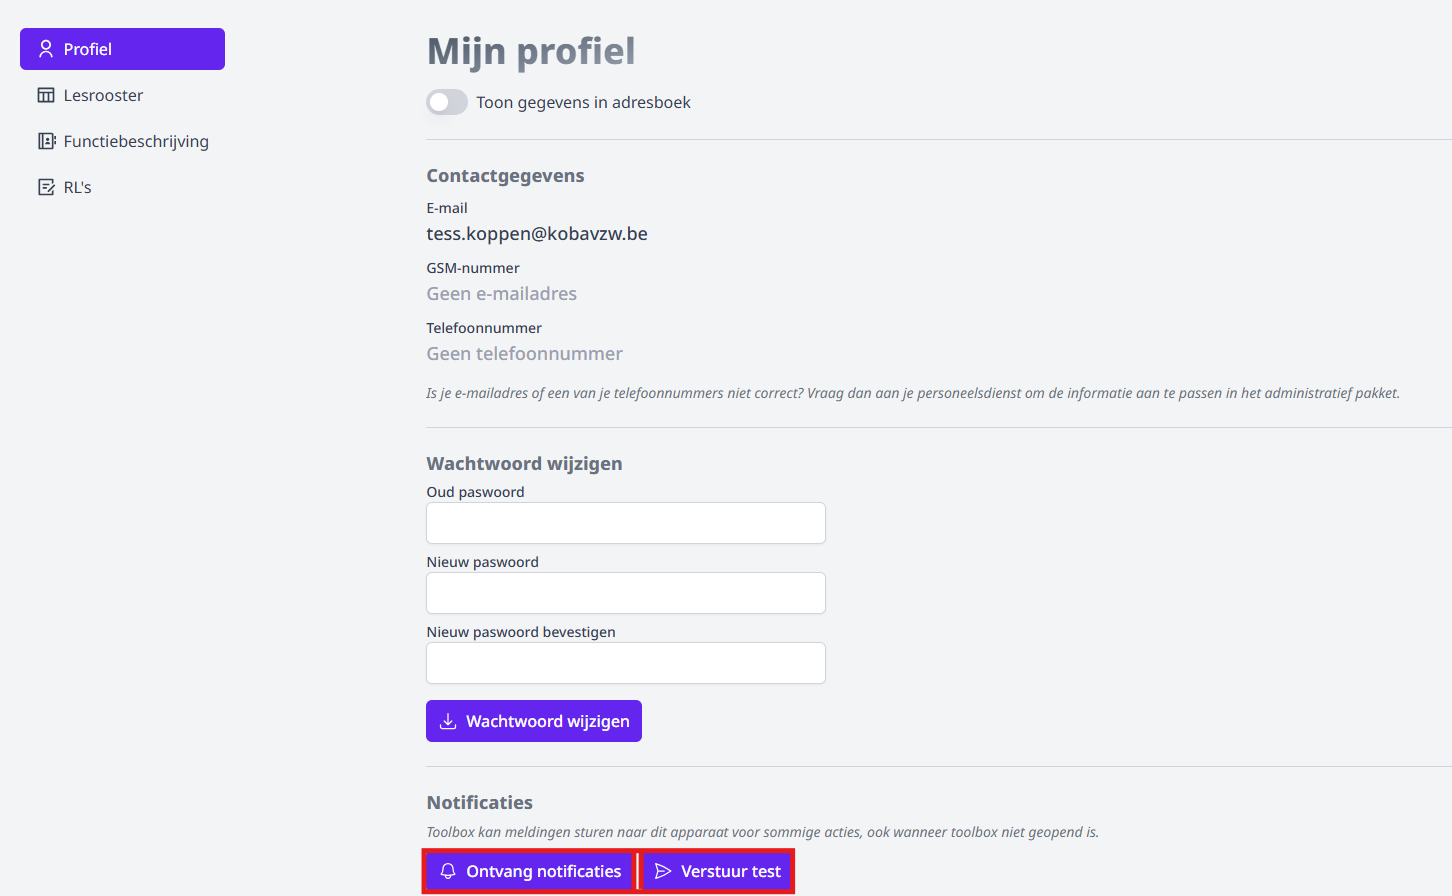 Profiel
Lesrooster
Functiebeschrijving
RL's
Mijn profiel
Toon gegevens in adresboek
Contactgegevens
E-mail
tess.koppen@kobavzw.be
GSM-nummer
Geen e-mailadres
Telefoonnummer
Geen telefoonnummer
Is je e-mailadres of een van je telefoonnummers niet correct? Vraag dan aan je personeelsdienst om de informatie aan te passen in het administratief pakket.
Wachtwoord wijzigen
Oud paswoord
Nieuw paswoord
Nieuw paswoord bevestigen
Wachtwoord wijzigen
Notificaties
Toolbox kan meldingen sturen naar dit apparaat voor sommige acties, ook wanneer toolbox niet geopend is.
Ontvang notificaties Verstuur test